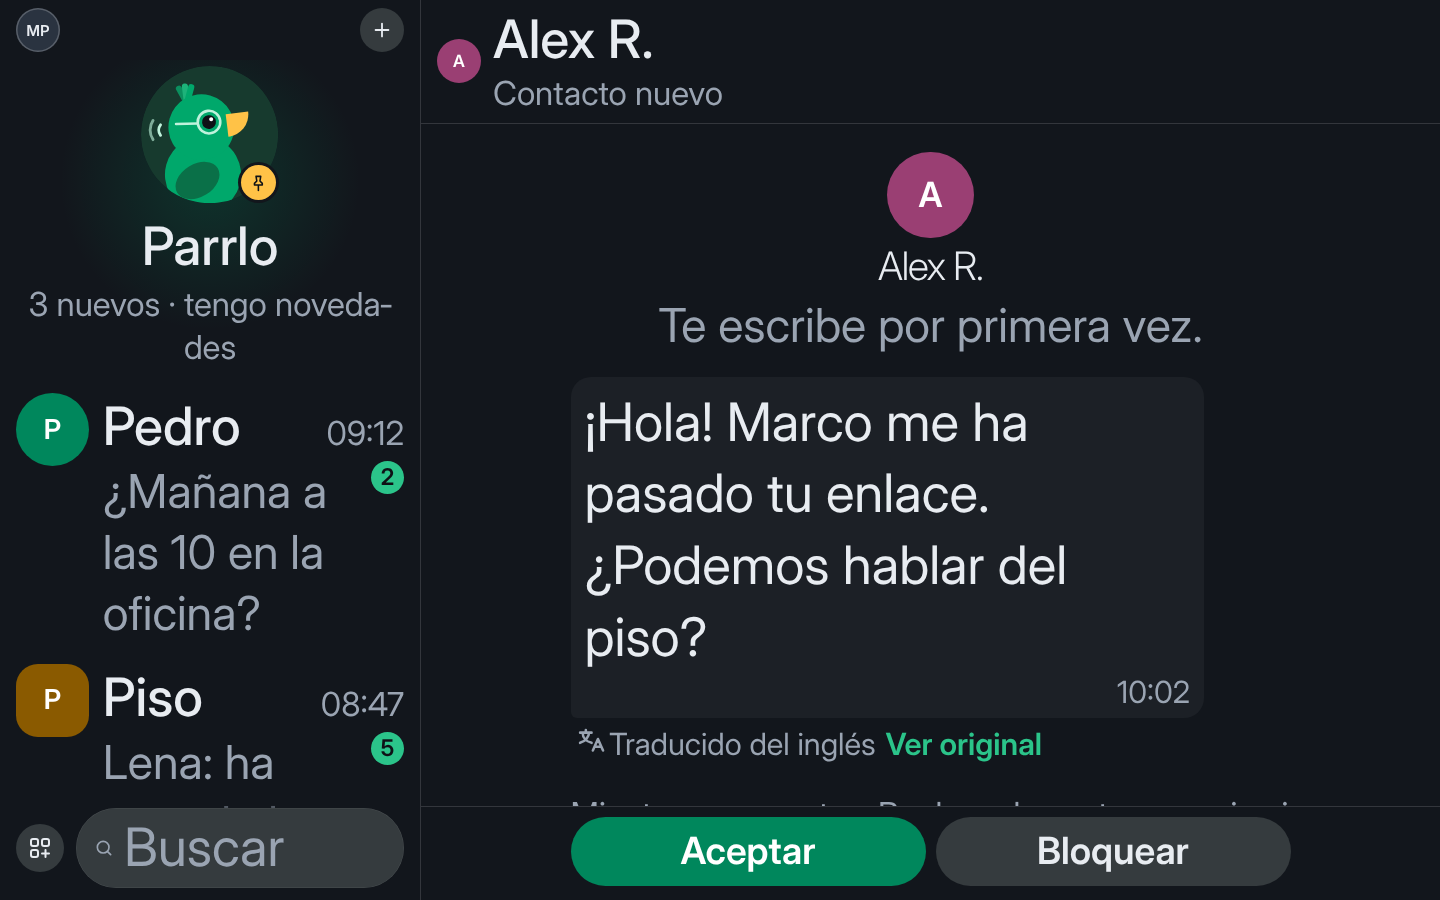 MP
Parrlo
3 nuevos · tengo noveda-
des
P
Pedro
09:12
¿Mañana a
2
las 10 en la
oficina?
P
Piso
08:47
Lena: ha
5
Buscar
A
Alex R.
Contacto nuevo
A
Alex R.
Te escribe por primera vez.
¡Hola! Marco me ha
pasado tu enlace.
¿Podemos hablar del
piso?
10:02
Traducido del inglés Ver original
Aceptar
Bloquear